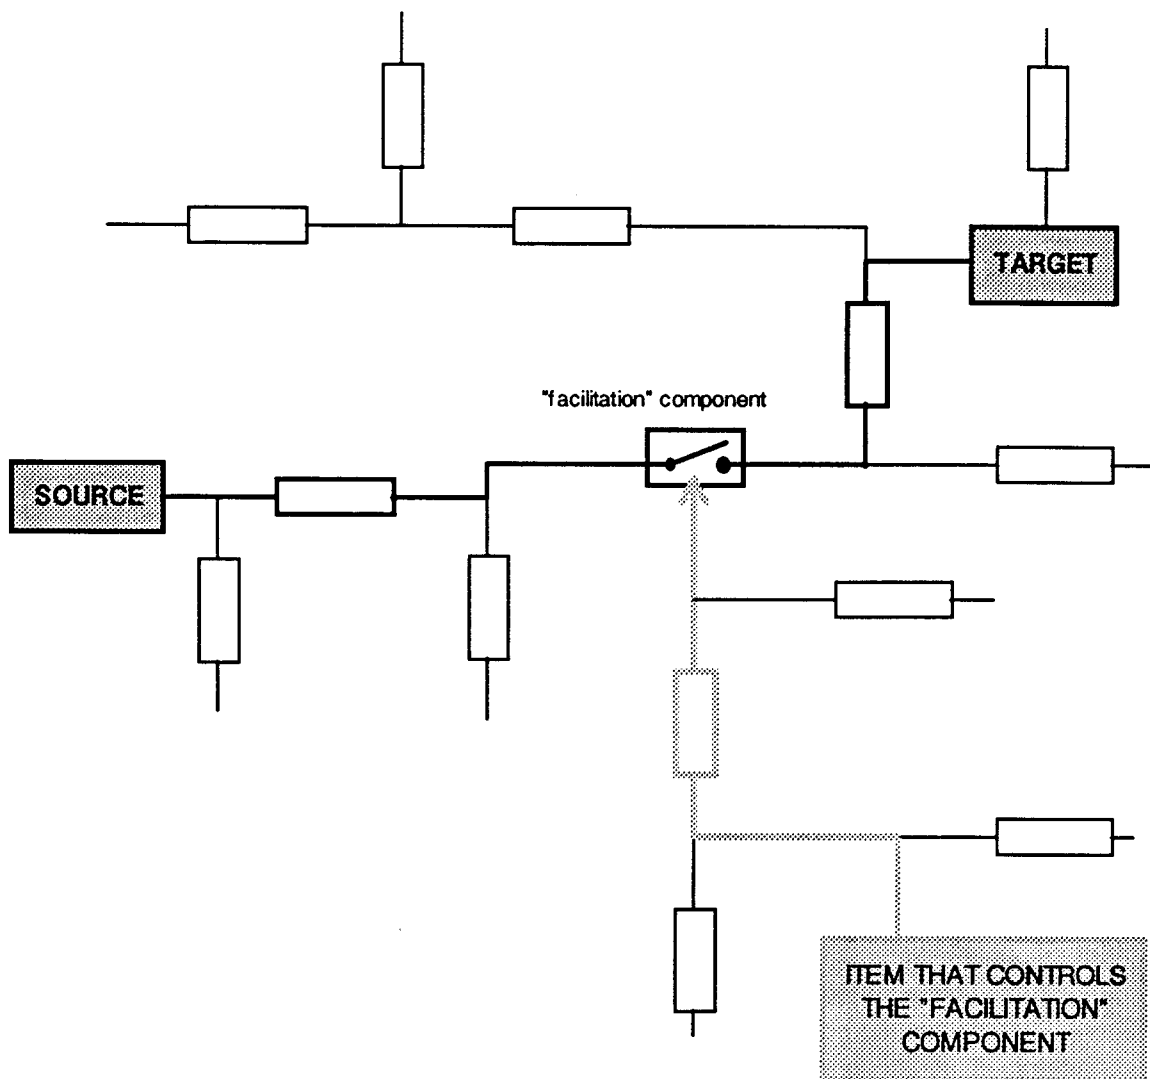 TARGET
"facilitation" component
SOURCE
ITEM THAT CONTROLS
THE "FACILITATION"
COMPONENT